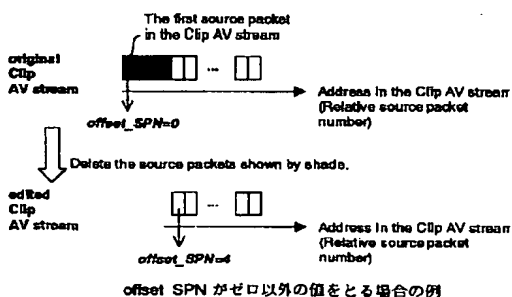 The first source packet
in the Clip AV stream
original
Clip
AV stream
...
Address in the Clip AV stream
(Relative source packet
number)
offset_SPN=0
Delete the source packets shown by shade.
edited
Clip
AV stream
...
Address in the Clip AV stream
(Relative source packet
number)
offset_SPN=4
offset SPN がゼロ以外の値をとる場合の例